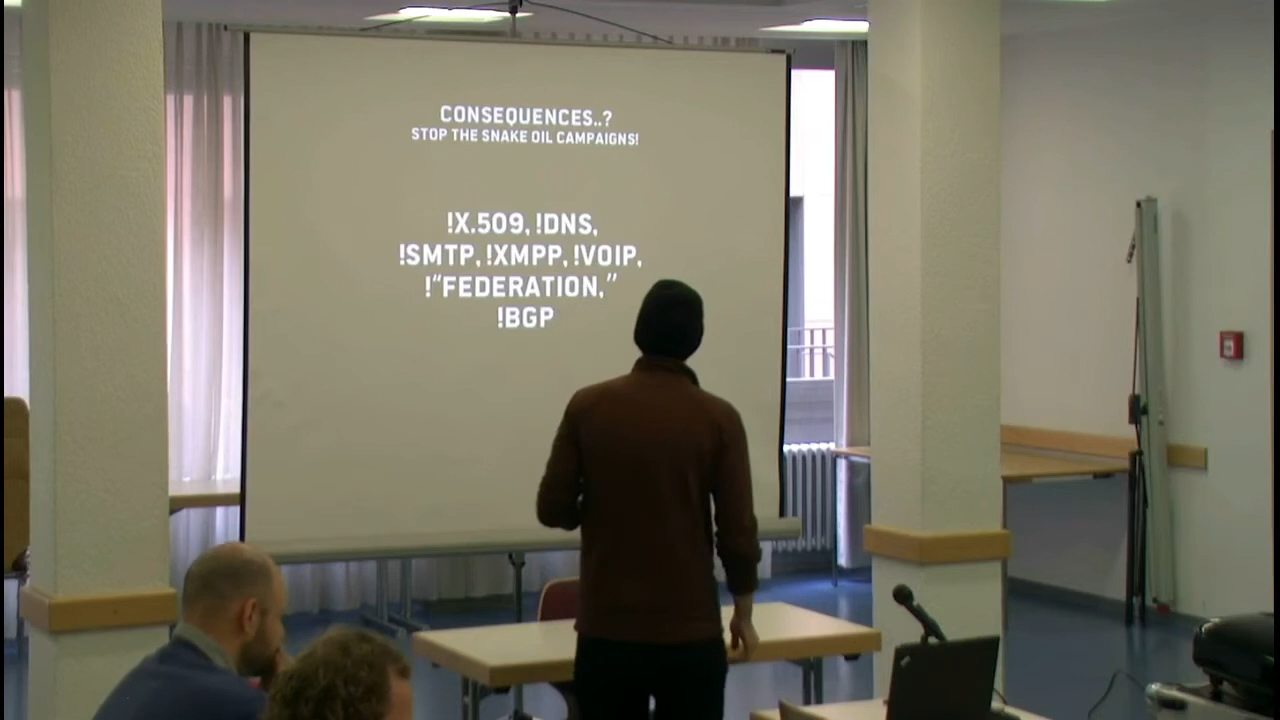 CONSEQUENCES..?
STOP THE SNAKE OIL CAMPAIGNS!
!X.509, !DNS,
!SMTP, !XMPP, !VOIP,
!“FEDERATION,”
!BGP